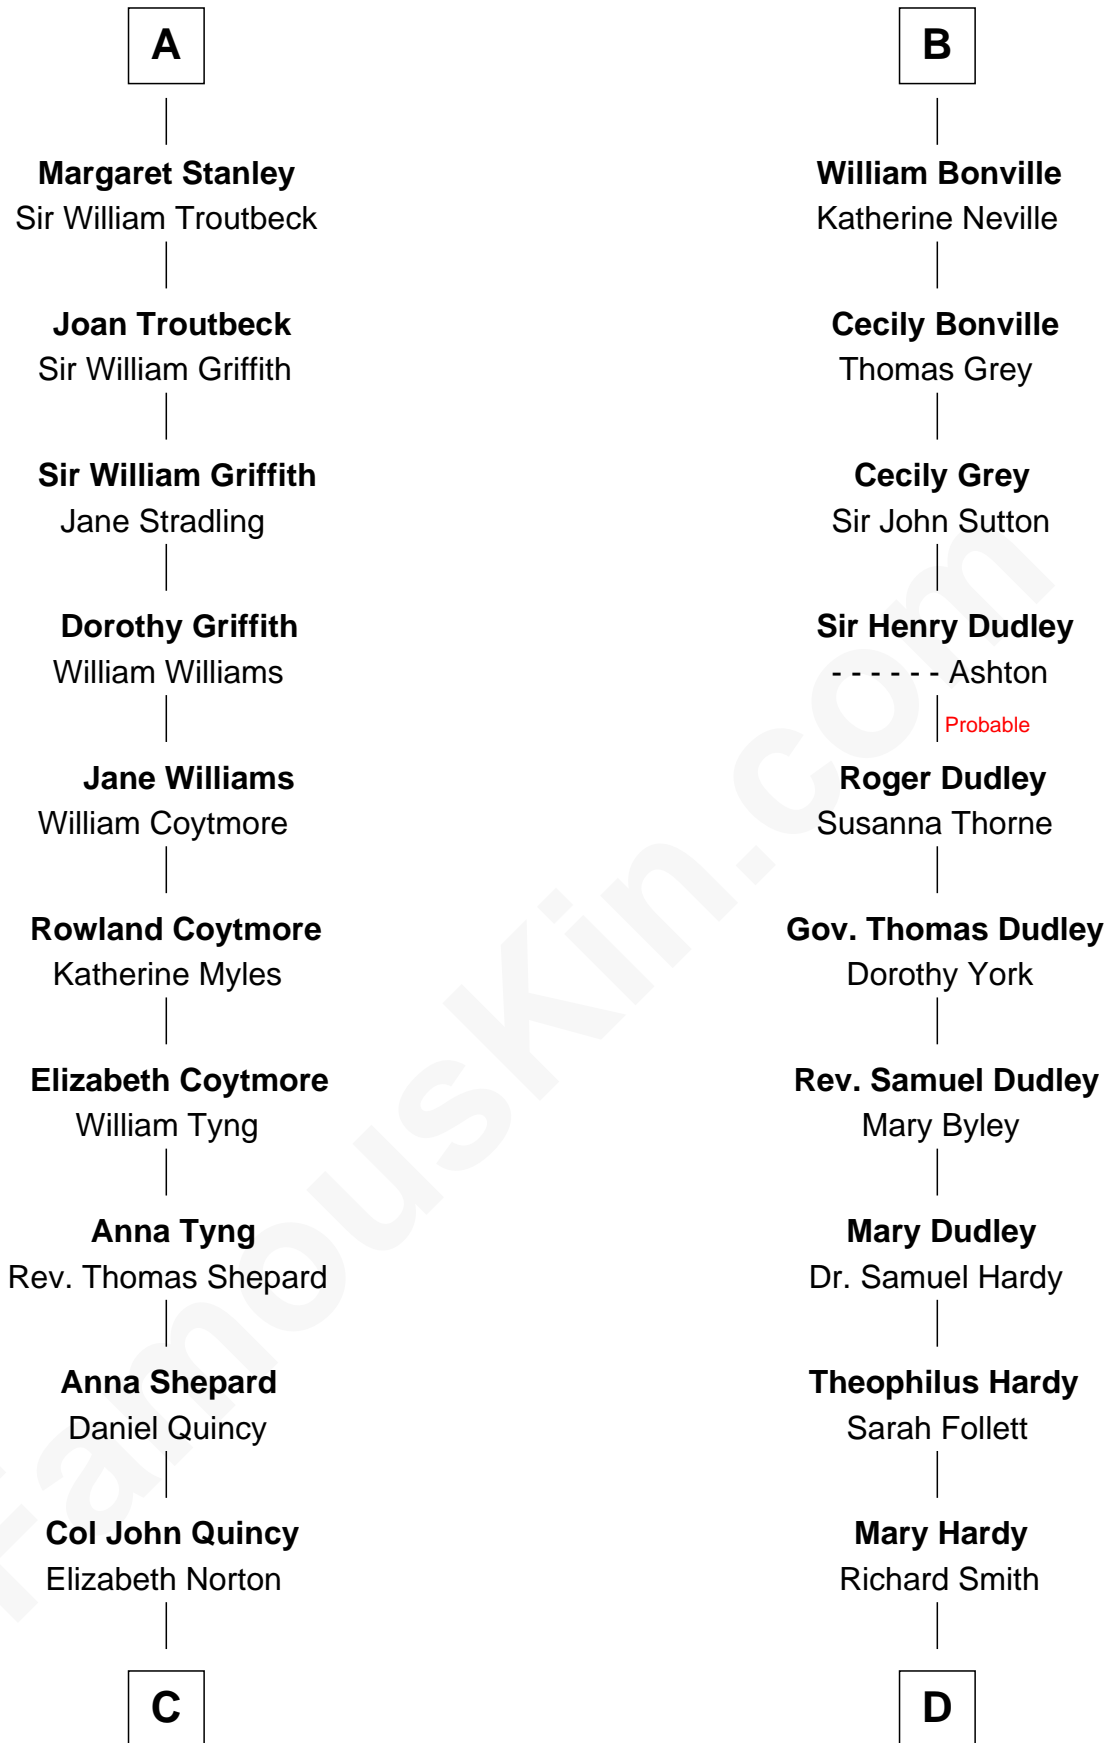 A
Margaret Stanley
Sir William Troutbeck
Joan Troutbeck
Sir William Griffith
Sir William Griffith
Jane Stradling
Dorothy Griffith
William Williams
Jane Williams
William Coytmore
Rowland Coytmore
Katherine Myles
Elizabeth Coytmore
William Tyng
Anna Tyng
Rev. Thomas Shepard
Anna Shepard
Daniel Quincy
Col John Quincy
Elizabeth Norton
C
B
William Bonville
Katherine Neville
Cecily Bonville
Thomas Grey
Cecily Grey
Sir John Sutton
Sir Henry Dudley
- - - - - - Ashton
Probable
Roger Dudley
Susanna Thorne
Gov. Thomas Dudley
Dorothy York
Rev. Samuel Dudley
Mary Byley
Mary Dudley
Dr. Samuel Hardy
Theophilus Hardy
Sarah Follett
Mary Hardy
Richard Smith
D
FamousKin.com